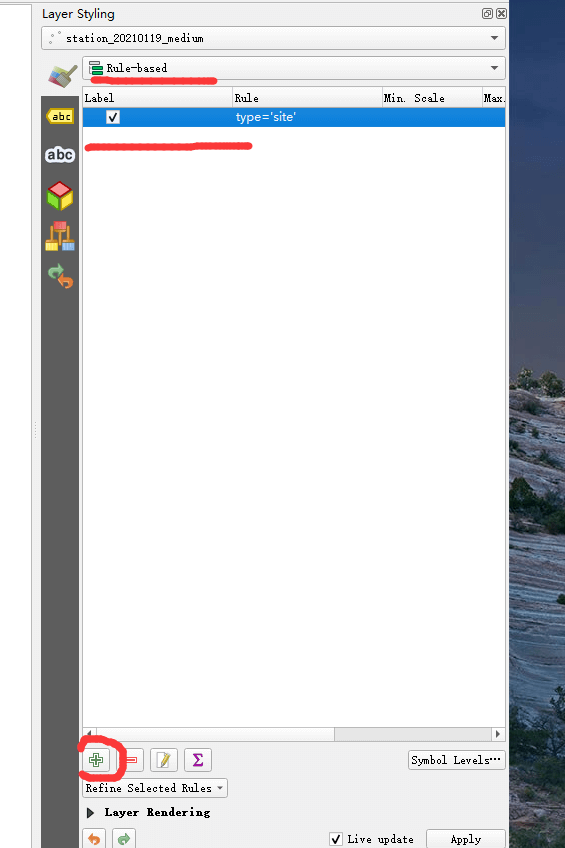 Layer Styling
station_20210119_medium
Rule-based
Label Rule Min. Scale Max.
type='site'
abc
abc
Symbol Levels...
Refine Selected Rules
Layer Rendering
Live update Apply